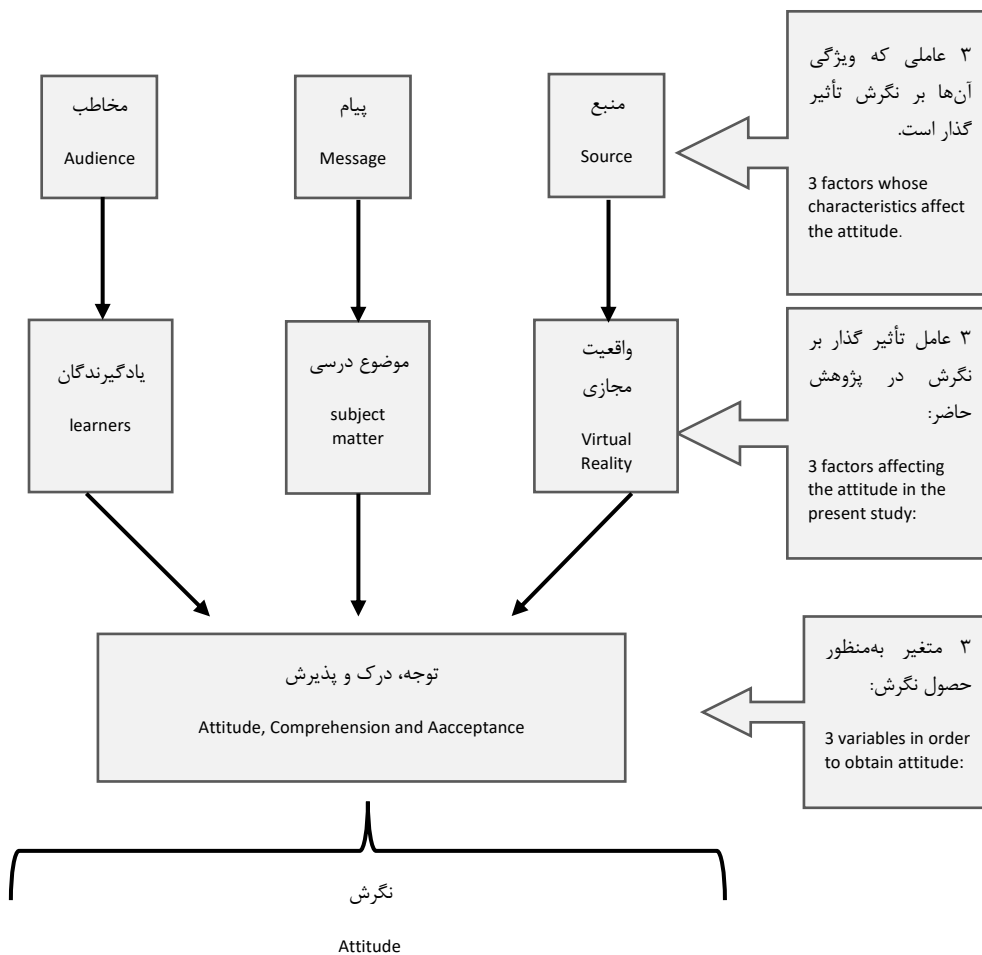 مخاطب
Audience
پیام
Message
منبع
Source
۳ عاملی که ویژگی
آن‌ها بر نگرش تأثیر
گذار است.
3 factors whose
characteristics affect
the attitude.
یادگیرندگان
learners
موضوع درسی
subject
matter
واقعیت
مجازی
Virtual
Reality
۳ عامل تأثیر گذار بر
نگرش در پژوهش
حاضر:
3 factors affecting
the attitude in the
present study:
توجه، درک و پذیرش
Attitude, Comprehension and Aacceptance
۳ متغیر به‌منظور
حصول نگرش:
3 variables in order
to obtain attitude:
نگرش
Attitude